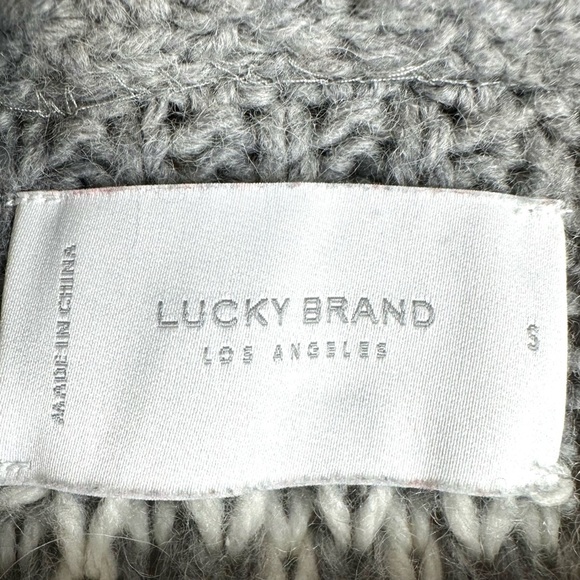 MADE IN CHINA
LUCKY BRAND
LOS ANGELES
S